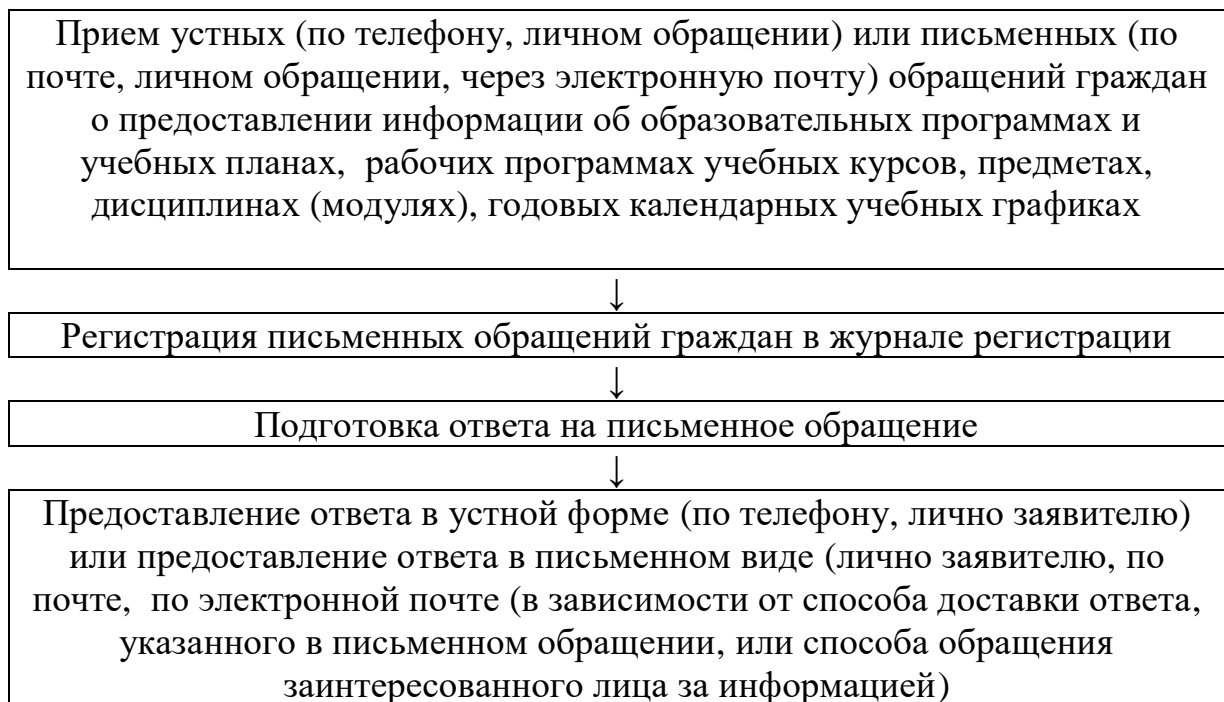 Прием устных (по телефону, личном обращении) или письменных (по
почте, личном обращении, через электронную почту) обращений граждан
о предоставлении информации об образовательных программах и
учебных планах,  рабочих программах учебных курсов, предметах,
дисциплинах (модулях), годовых календарных учебных графиках
↓
Регистрация письменных обращений граждан в журнале регистрации
↓
Подготовка ответа на письменное обращение
↓
Предоставление ответа в устной форме (по телефону, лично заявителю)
или предоставление ответа в письменном виде (лично заявителю, по
почте,  по электронной почте (в зависимости от способа доставки ответа,
указанного в письменном обращении, или способа обращения
заинтересованного лица за информацией)